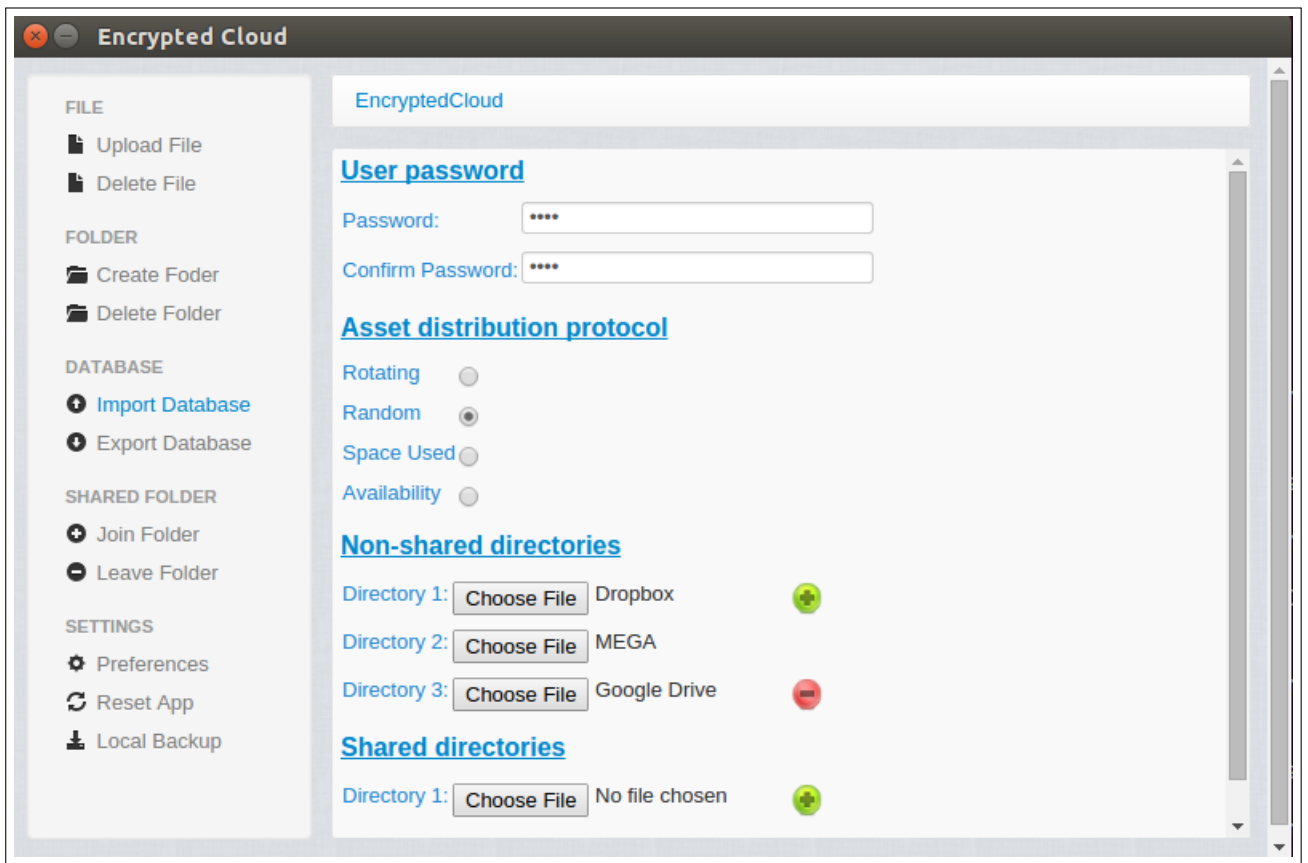 Encrypted Cloud
FILE
Upload File
Delete File
FOLDER
Create Foder
Delete Folder
DATABASE
Import Database
Export Database
SHARED FOLDER
Join Folder
Leave Folder
SETTINGS
Preferences
Reset App
Local Backup
EncryptedCloud
User password
Password: ••••
Confirm Password: ••••
Asset distribution protocol
Rotating
Random
Space Used
Availability
Non-shared directories
Directory 1: Choose File Dropbox
Directory 2: Choose File MEGA
Directory 3: Choose File Google Drive
Shared directories
Directory 1: Choose File No file chosen